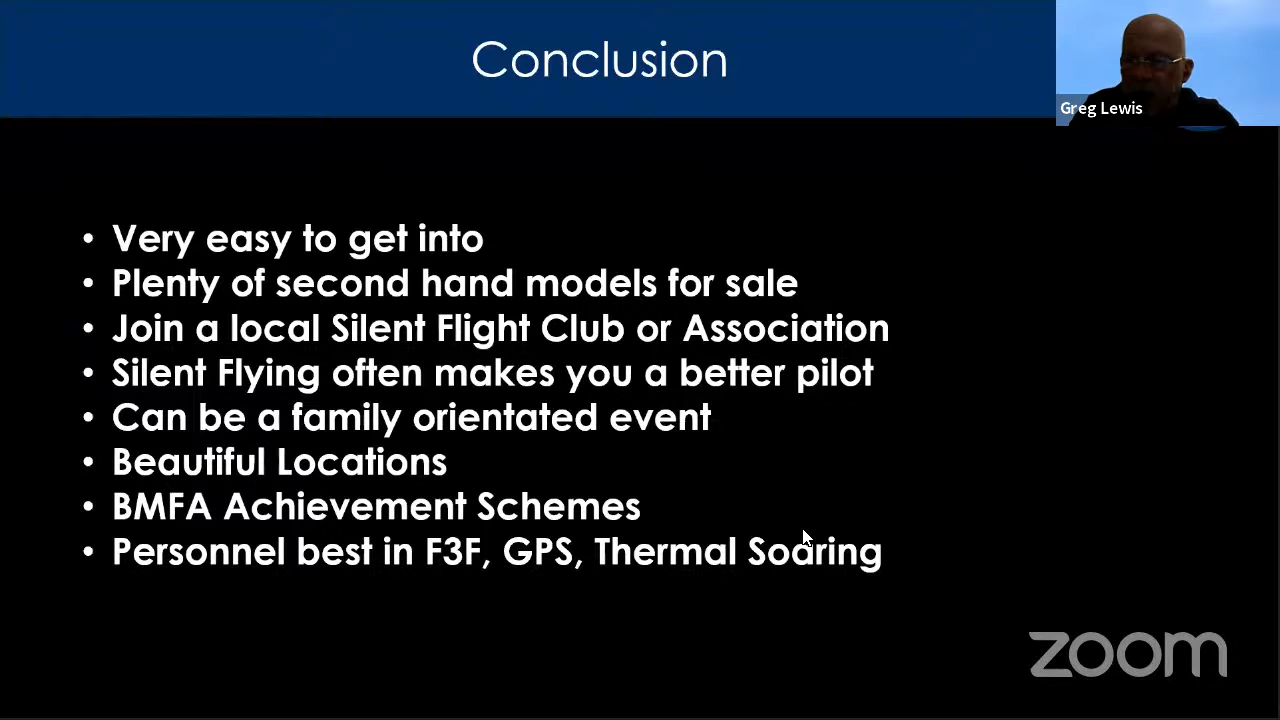 Conclusion
Greg Lewis
• Very easy to get into
• Plenty of second hand models for sale
• Join a local Silent Flight Club or Association
• Silent Flying often makes you a better pilot
• Can be a family orientated event
• Beautiful Locations
• BMFA Achievement Schemes
• Personnel best in F3F, GPS, Thermal Soaring
zoom